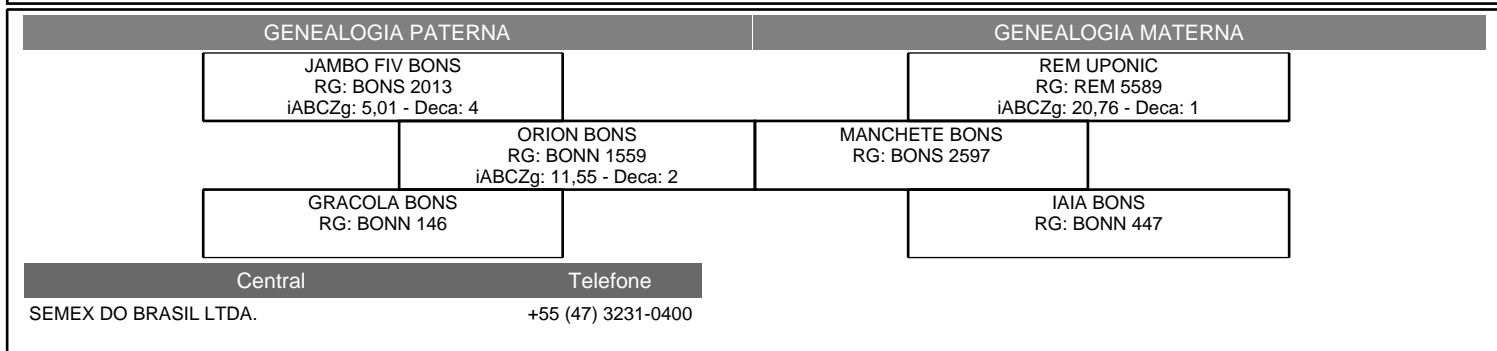 GENEALOGIA PATERNA
GENEALOGIA MATERNA
JAMBO FIV BONS
RG: BONS 2013
iABCZg: 5,01 - Deca: 4
REM UPONIC
RG: REM 5589
iABCZg: 20,76 - Deca: 1
ORION BONS
RG: BONN 1559
iABCZg: 11,55 - Deca: 2
MANCHETE BONS
RG: BONS 2597
GRACOLA BONS
RG: BONN 146
IAIA BONS
RG: BONN 447
Central Telefone
SEMEX DO BRASIL LTDA. +55 (47) 3231-0400